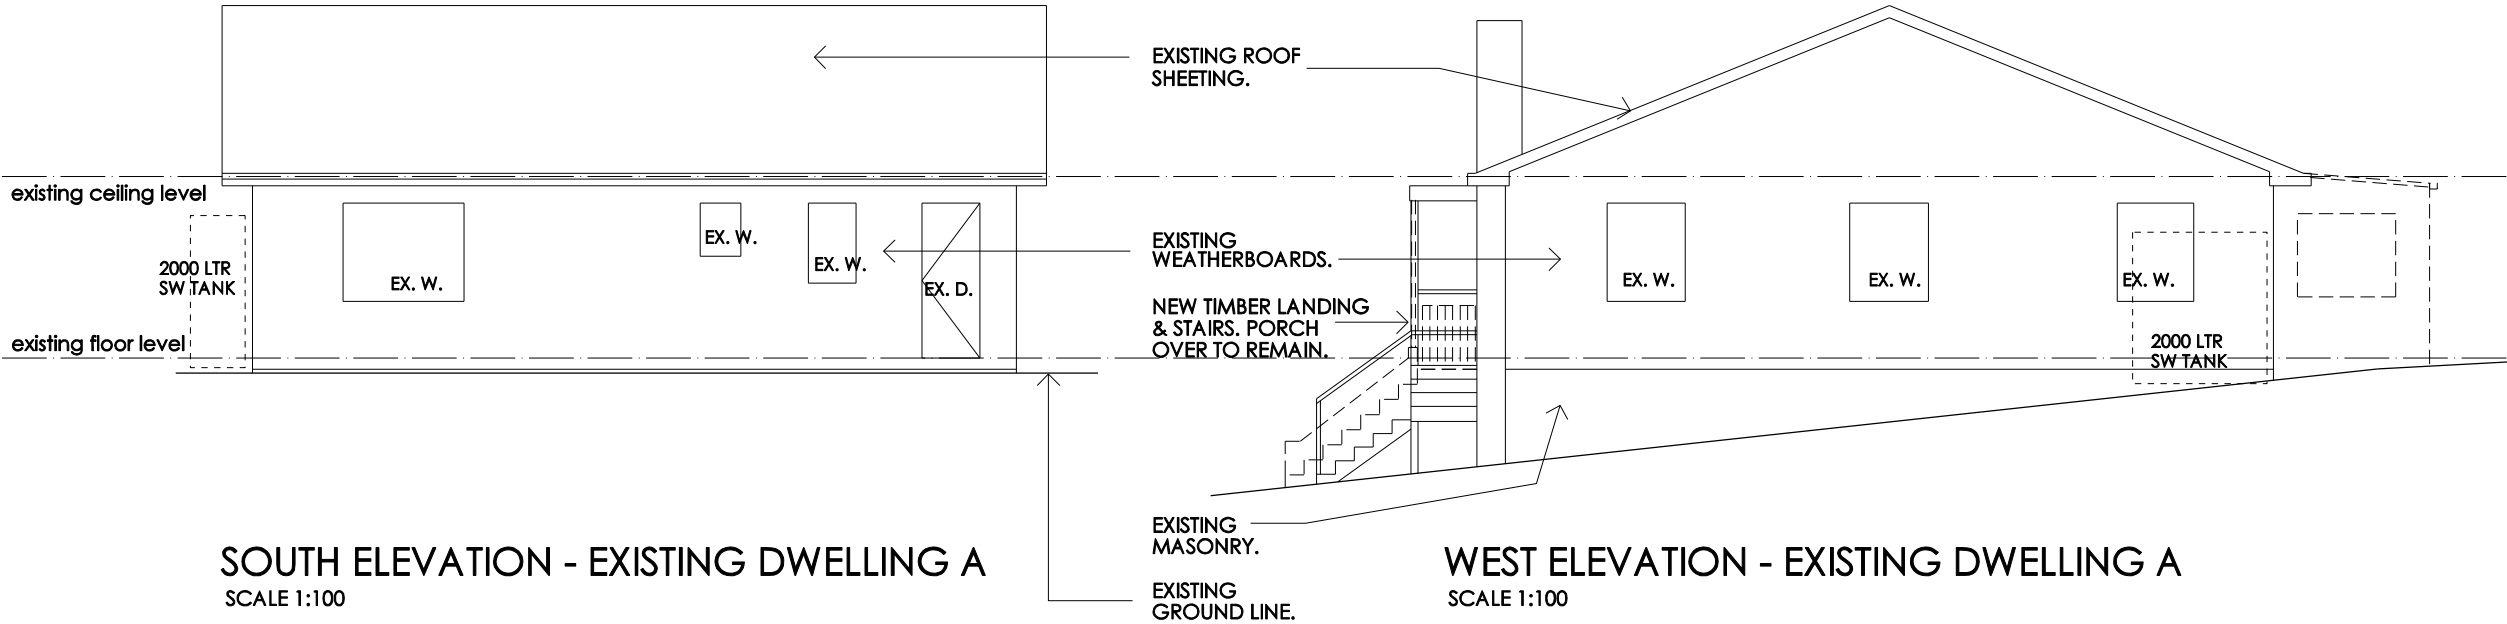 EXISTING ROOF
SHEETING.
existing ceiling level
EX. W.
EX. W.
EX. W.
EX. D.
2000 LTR
SW TANK
existing floor level
EXISTING
WEATHERBOARDS.
NEW TIMBER LANDING
& STAIRS. PORCH
OVER TO REMAIN.
EX. W.
EX. W.
EX. W.
2000 LTR
SW TANK
EXISTING
MASONRY.
EXISTING
GROUND LINE.
SOUTH ELEVATION - EXISTING DWELLING A
SCALE 1:100
WEST ELEVATION - EXISTING DWELLING A
SCALE 1:100